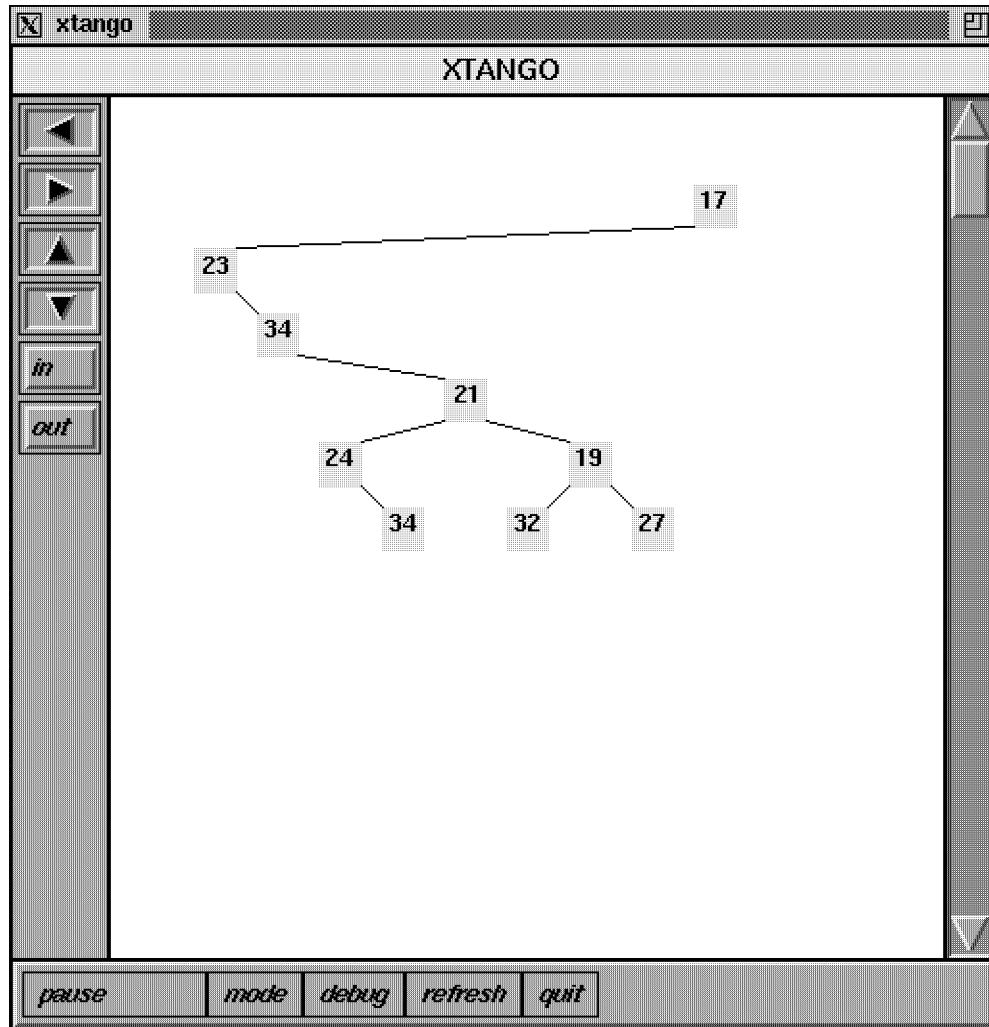 X xtango
XTANGO
17
23
34
21
24 19
34 32 27
in
out
pause mode debug refresh quit